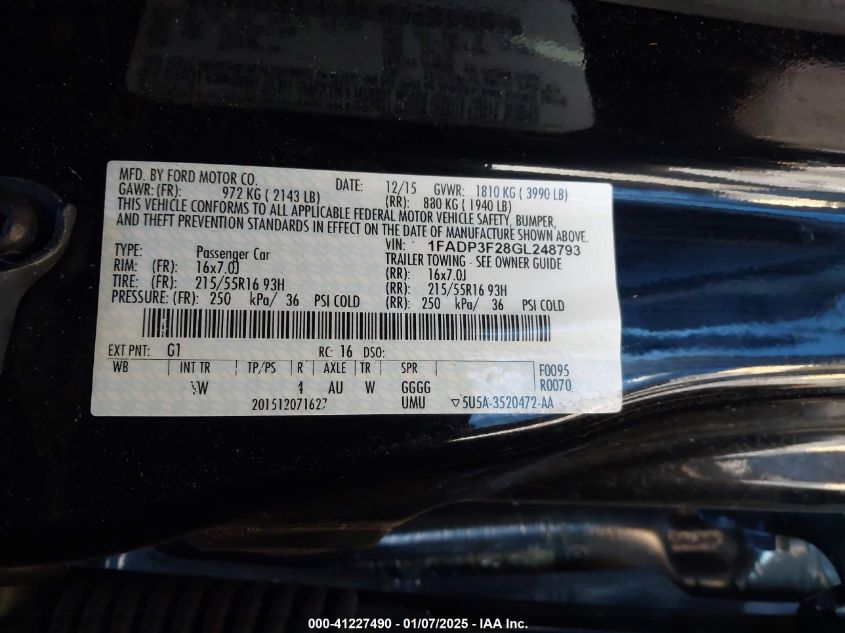 MFD. BY FORD MOTOR CO. DATE: 12/15 GVWR: 1810 KG ( 3990 LB)
GAWR: (FR): 972 KG ( 2143 LB) (RR): 880 KG ( 1940 LB)
THIS VEHICLE CONFORMS TO ALL APPLICABLE FEDERAL MOTOR VEHICLE SAFETY, BUMPER,
AND THEFT PREVENTION STANDARDS IN EFFECT ON THE DATE OF MANUFACTURE SHOWN ABOVE.
VIN: 1FADP3F28GL248793
TYPE: Passenger Car TRAILER TOWING - SEE OWNER GUIDE
RIM: (FR): 16x7.0J (RR): 16x7.0J
TIRE: (FR): 215/55R16 93H (RR): 215/55R16 93H
PRESSURE: (FR): 250 kPa/ 36 PSI COLD (RR): 250 kPa/ 36 PSI COLD
EXT PNT: G1 RC: 16 DSO:
WB INT TR TP/PS R AXLE TR SPR F0095
W 4 AU W GGGG R0070
201512071627 UMU ▽5U5A-3520472-AA
000-41227490 - 01/07/2025 - IAA Inc.